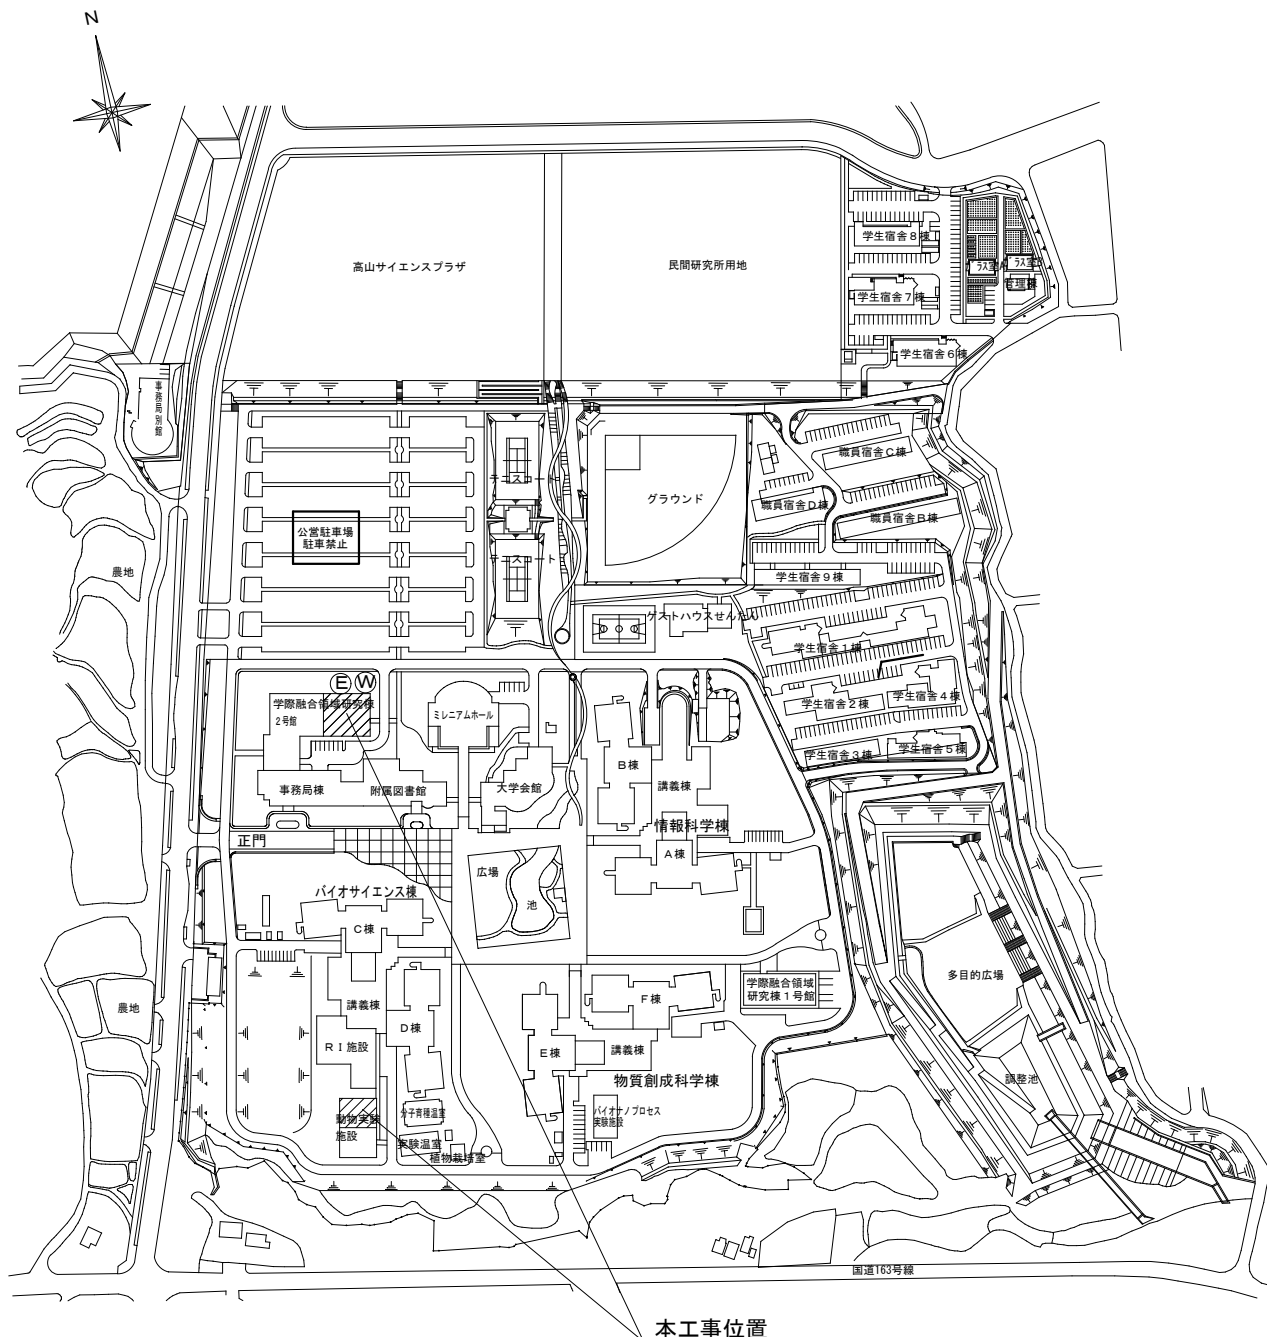 N
高山サイエンスプラザ
民間研究所用地
学生宿舎8棟
学生宿舎7棟
学生宿舎6棟
管理棟
事務局別館
テニスコート
テニスコート
グラウンド
公営駐車場
駐車禁止
職員宿舎C棟
職員宿舎D棟
職員宿舎B棟
農地
学生宿舎9棟
ゲストハウスせんたん
学生宿舎1棟
学生宿舎2棟
学生宿舎4棟
学生宿舎3棟
学生宿舎5棟
E W
学際融合領域研究棟
2号館
ミレニアムホール
B棟
講義棟
事務局棟
附属図書館
大学会館
情報科学棟
A棟
正門
広場
池
バイオサイエンス棟
C棟
講義棟
D棟
RI施設
F棟
E棟
講義棟
学際融合領域
研究棟1号館
多目的広場
調整池
農地
物質創成科学棟
動物実験
施設
分子育種温室
実験温室
植物栽培室
バイオナノプロセス
実験施設
国道163号線
本工事位置